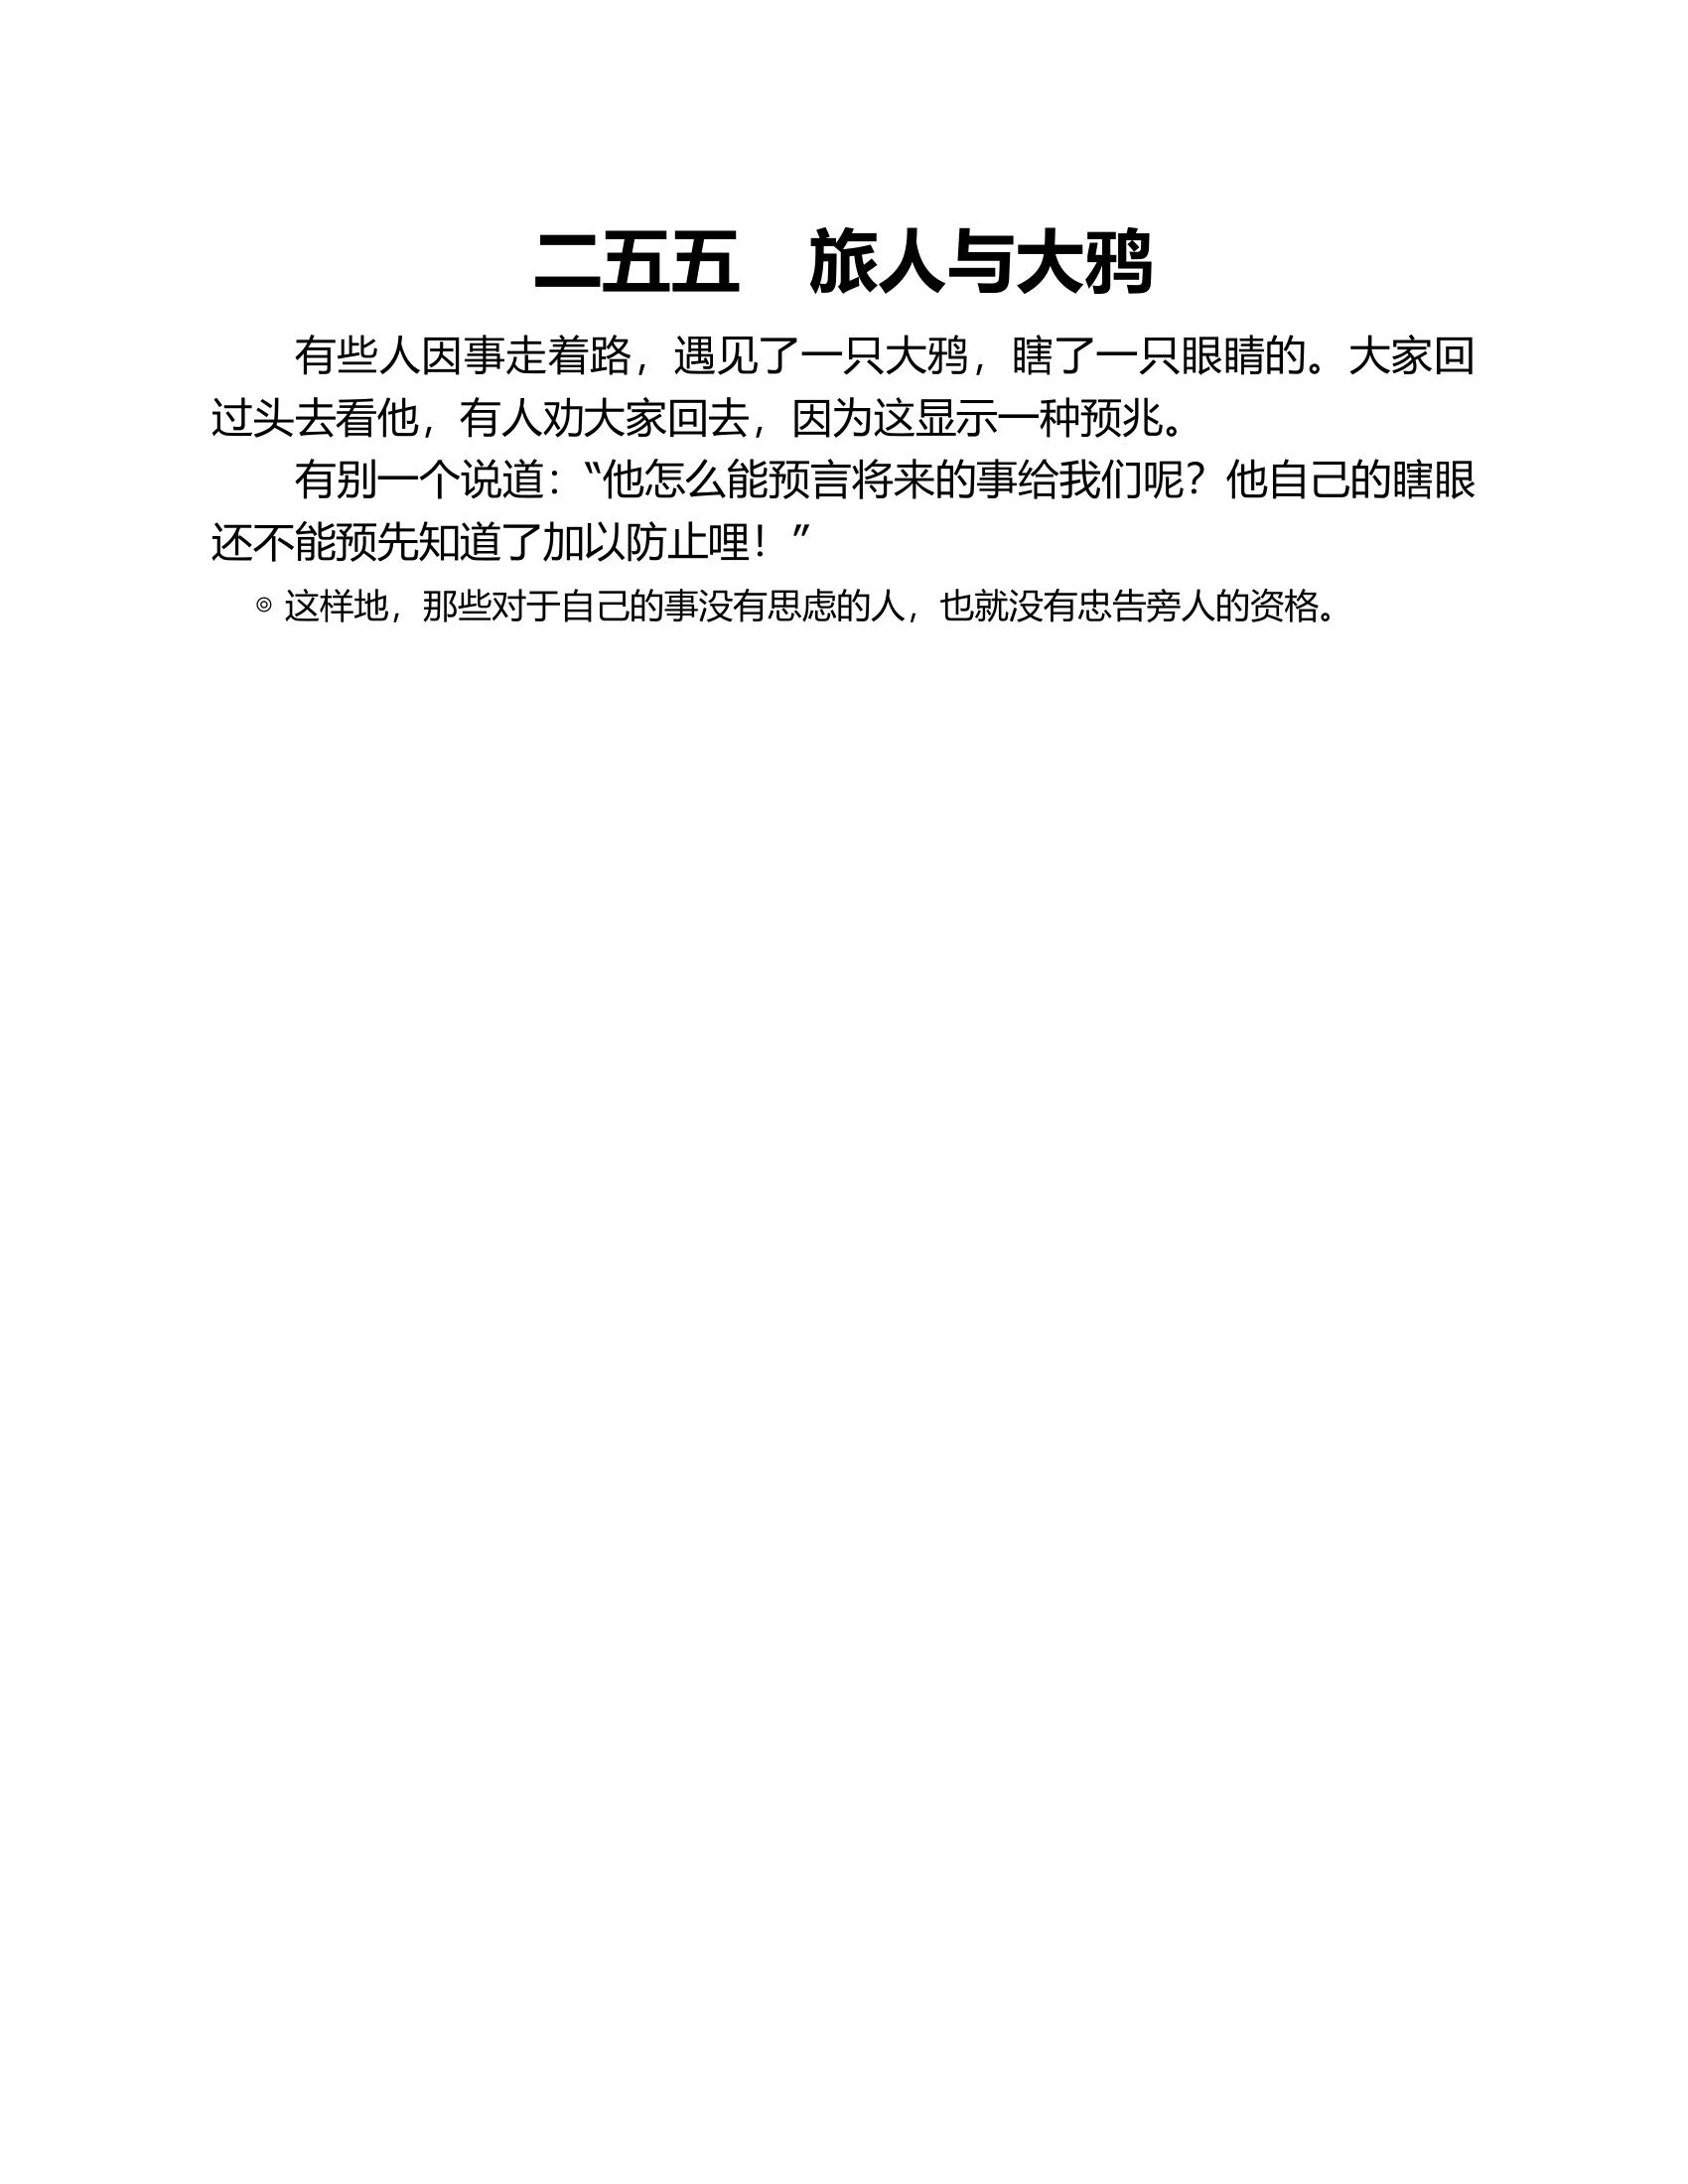 二五五　旅人与大鸦
有些人因事走着路，遇见了一只大鸦，瞎了一只眼睛的。大家回
过头去看他，有人劝大家回去，因为这显示一种预兆。
有别一个说道：“他怎么能预言将来的事给我们呢？他自己的瞎眼
还不能预先知道了加以防止哩！”
◎ 这样地，那些对于自己的事没有思虑的人，也就没有忠告旁人的资格。